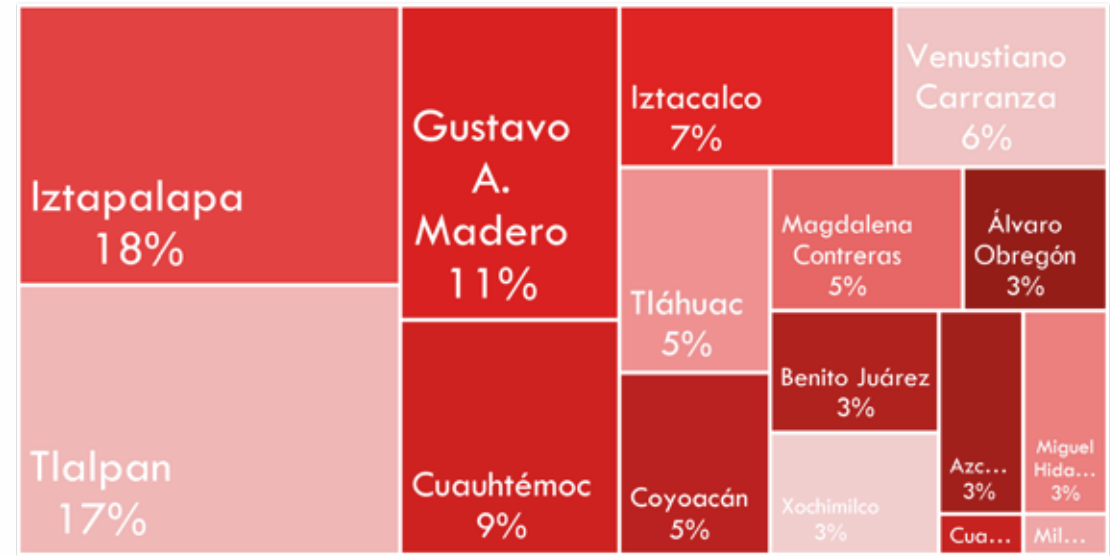 Iztapalapa
18%
Tlalpan
17%
Gustavo
A.
Madero
11%
Cuauhtémoc
9%
Iztacalco
7%
Venustiano
Carranza
6%
Tláhuac
5%
Coyoacán
5%
Magdalena
Contreras
5%
Álvaro
Obregón
3%
Benito Juárez
3%
Xochimilco
3%
Azc...
3%
Miguel
Hida...
3%
Cua...
Mil...